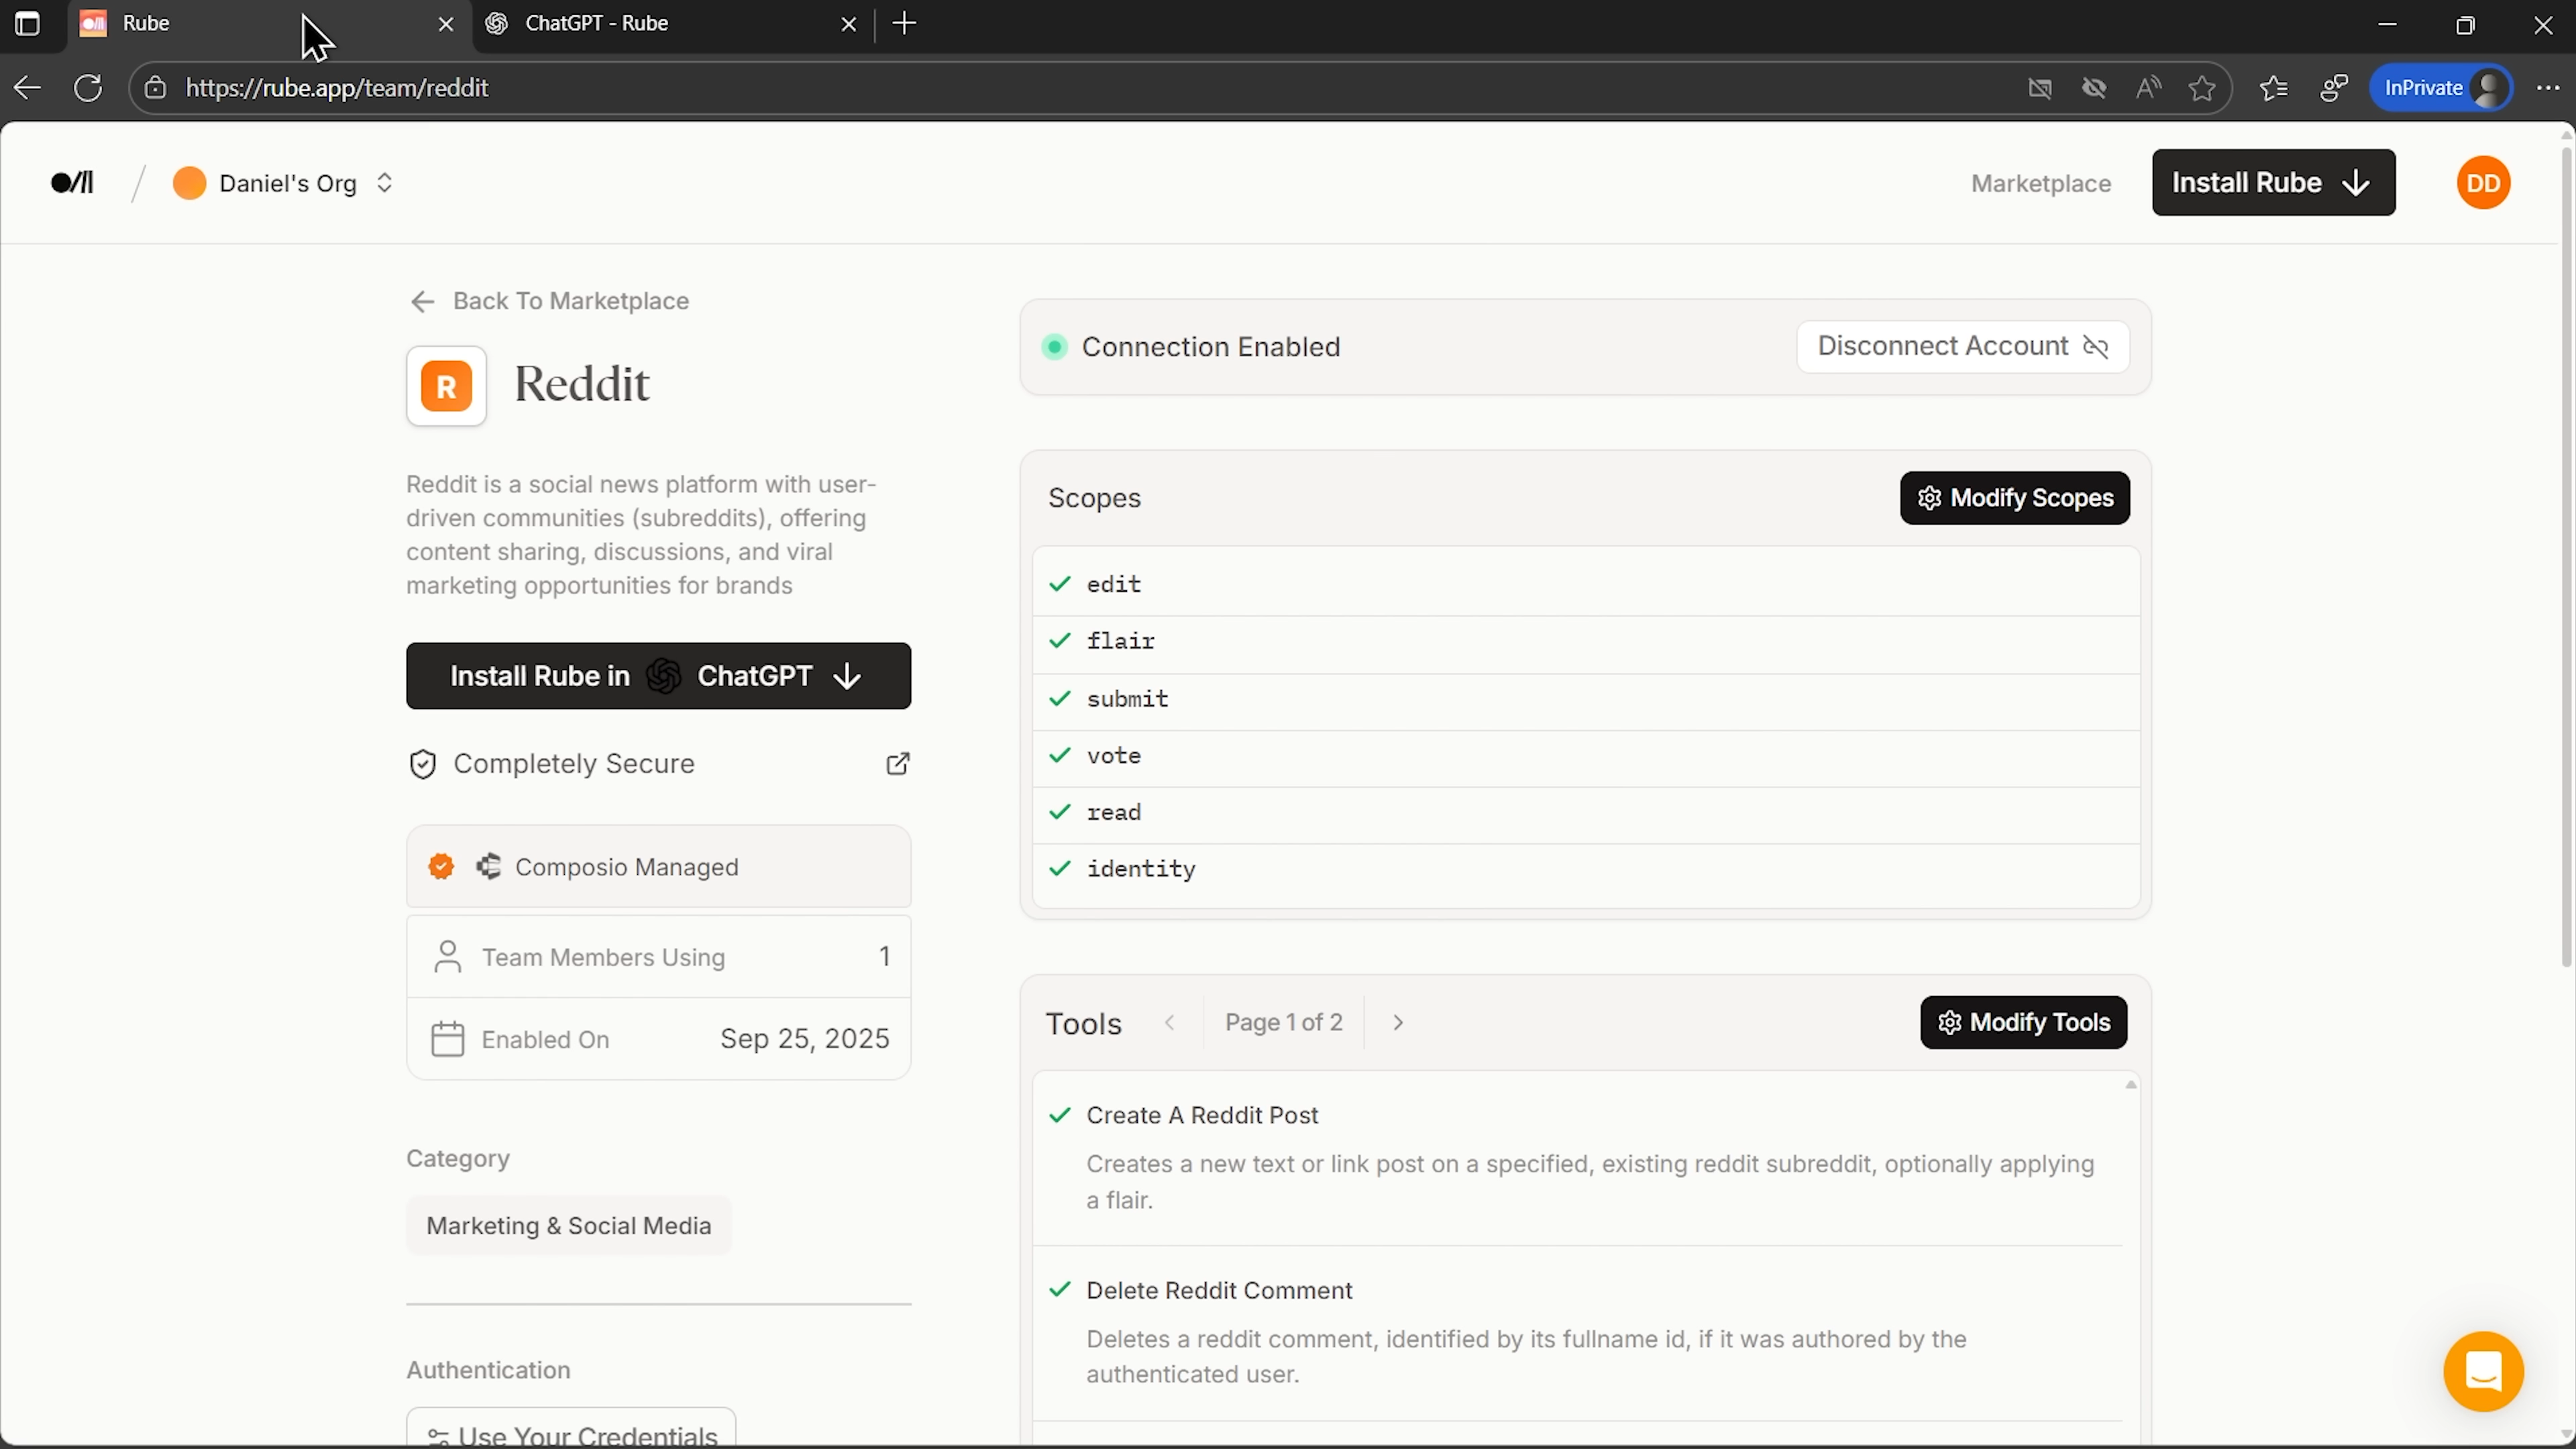 Rube
ChatGPT - Rube
https://rube.app/team/reddit
InPrivate
Daniel's Org
Marketplace
Install Rube
DD
Back To Marketplace
R
Reddit
Reddit is a social news platform with user-
driven communities (subreddits), offering
content sharing, discussions, and viral
marketing opportunities for brands
Install Rube in ChatGPT
Completely Secure
Composio Managed
Team Members Using 1
Enabled On Sep 25, 2025
Category
Marketing & Social Media
Authentication
Use Your Credentials
Connection Enabled
Disconnect Account
Scopes
Modify Scopes
edit
flair
submit
vote
read
identity
Tools
Page 1 of 2
Modify Tools
Create A Reddit Post
Creates a new text or link post on a specified, existing reddit subreddit, optionally applying
a flair.
Delete Reddit Comment
Deletes a reddit comment, identified by its fullname id, if it was authored by the
authenticated user.